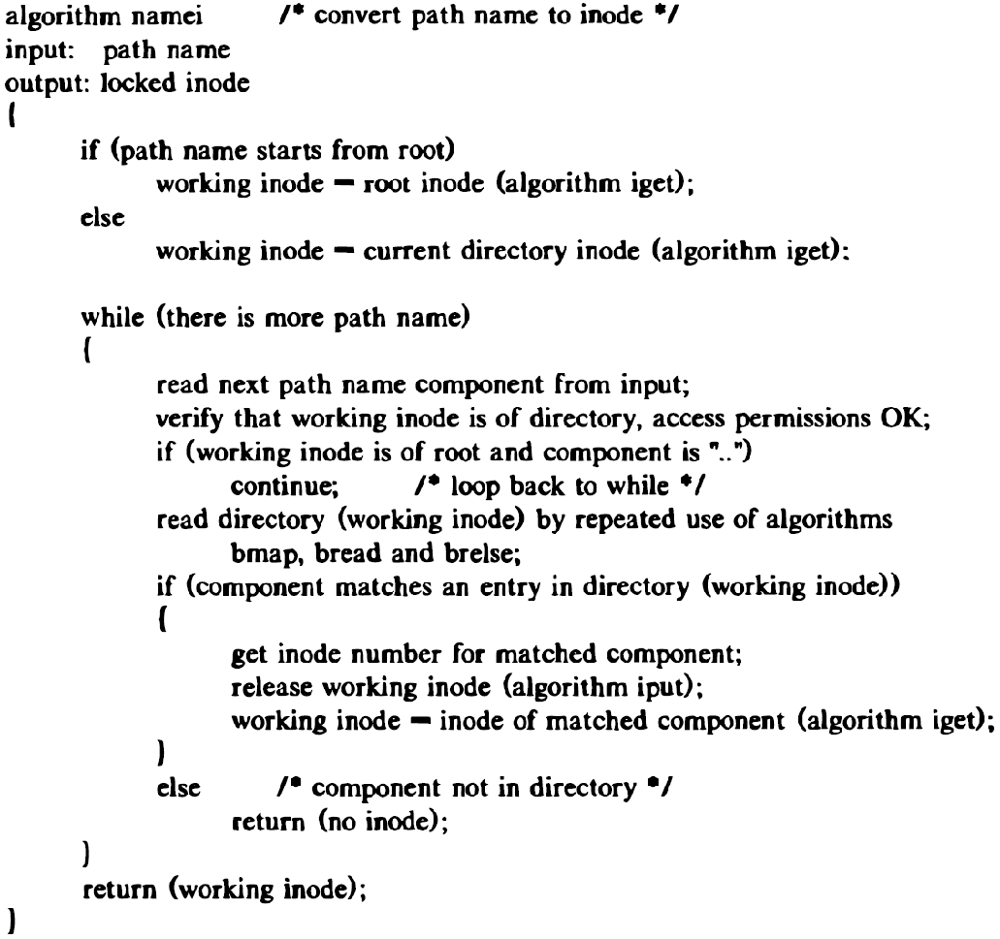 algorithm namei /* convert path name to inode */
input: path name
output: locked inode
{
if (path name starts from root)
working inode = root inode (algorithm iget);
else
working inode = current directory inode (algorithm iget):
while (there is more path name)
{
read next path name component from input;
verify that working inode is of directory, access permissions OK;
if (working inode is of root and component is "..")
continue; /* loop back to while */
read directory (working inode) by repeated use of algorithms
bmap, bread and brelse;
if (component matches an entry in directory (working inode))
{
get inode number for matched component;
release working inode (algorithm iput);
working inode = inode of matched component (algorithm iget);
}
else /* component not in directory */
return (no inode);
}
return (working inode);
}